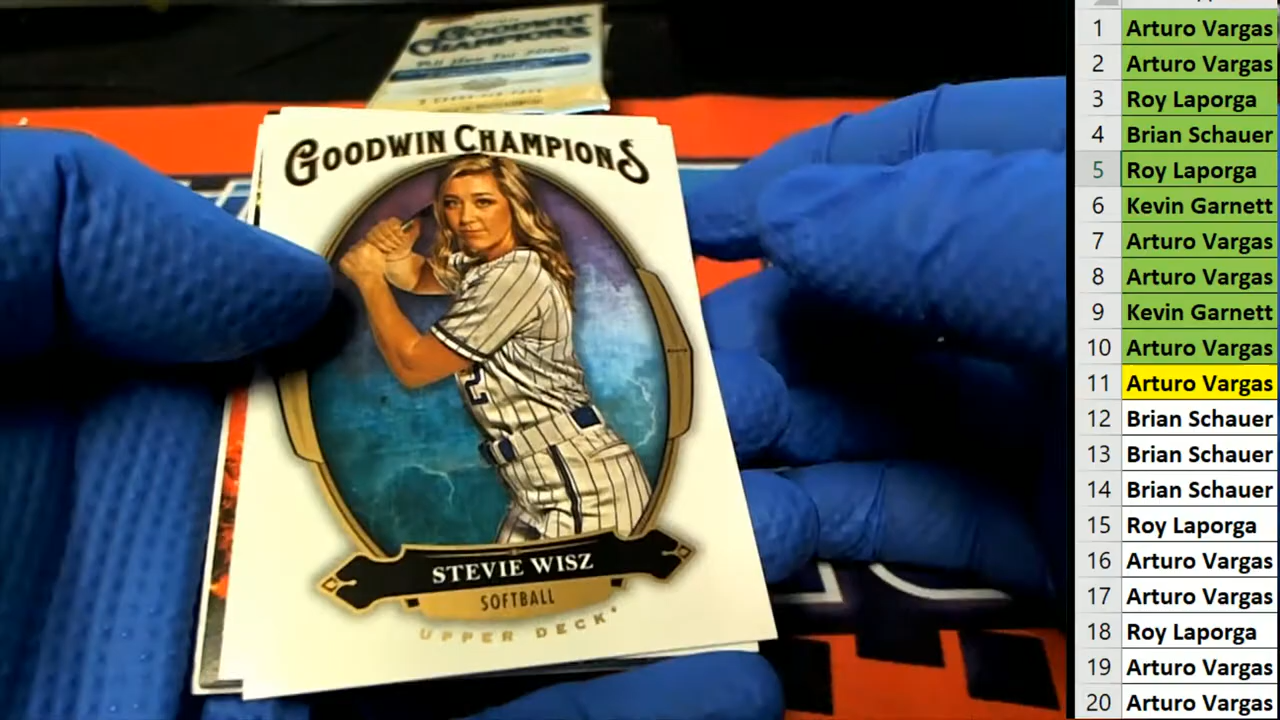 GOODWIN
CHAMPIONS
GOODWIN CHAMPIONS
2
STEVIE WISZ
SOFTBALL
UPPER DECK
1 Arturo Vargas
2 Arturo Vargas
3 Roy Laporga
4 Brian Schauer
5 Roy Laporga
6 Kevin Garnett
7 Arturo Vargas
8 Arturo Vargas
9 Kevin Garnett
10 Arturo Vargas
11 Arturo Vargas
12 Brian Schauer
13 Brian Schauer
14 Brian Schauer
15 Roy Laporga
16 Arturo Vargas
17 Arturo Vargas
18 Roy Laporga
19 Arturo Vargas
20 Arturo Vargas